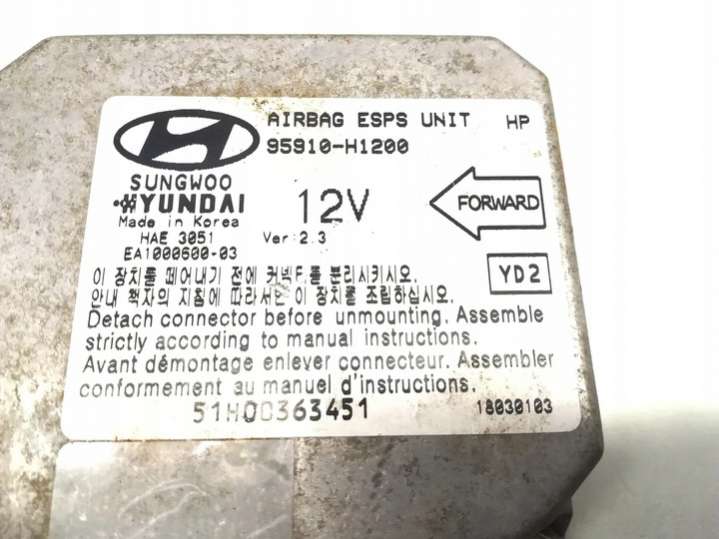 AIRBAG ESPS UNIT HP
95910-H1200
SUNGWOO
HYUNDAI
Made in Korea
HAE 3051
EA1000600-03
12V
Ver:2.3
FORWARD
YD2
이 장치를 떼어내기 전에 커넥터를 분리시키시오.
안내 책자의 지침에 따라서만 이 장치를 조립하십시오.
Detach connector before unmounting. Assemble
strictly according to manual instructions.
Avant démontage enlever connecteur. Assembler
conformement au manuel d'instructions.
51H00363451
18030103